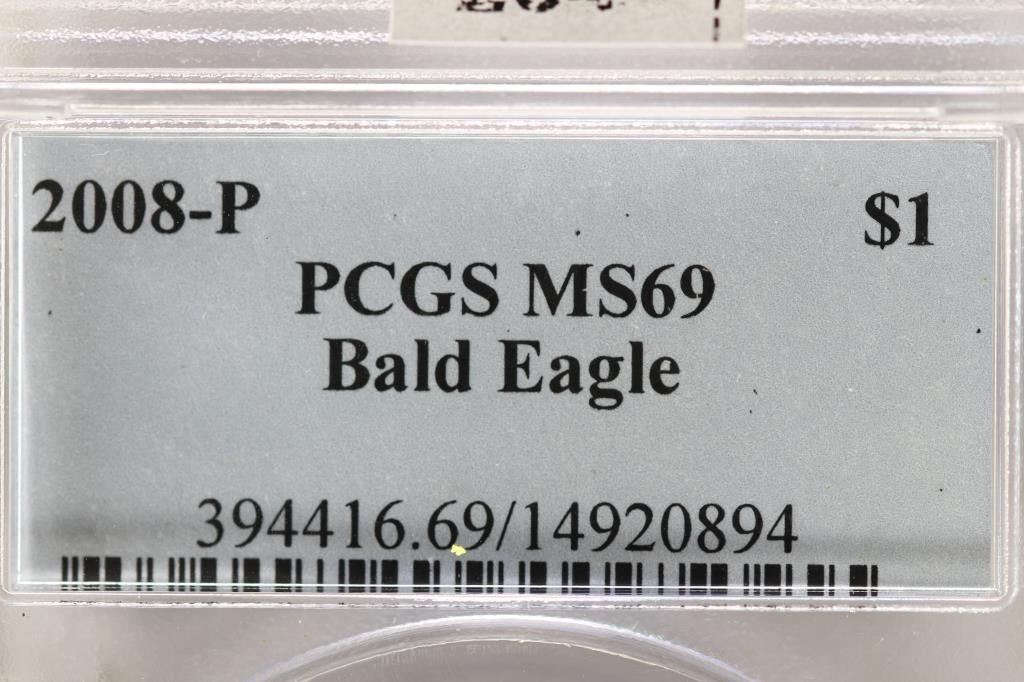 2008-P $1
PCGS MS69
Bald Eagle
394416.69/14920894